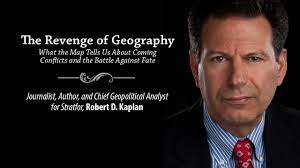 The Revenge of Geography
What the Map Tells Us About Coming
Conflicts and the Battle Against Fate
Journalist, Author, and Chief Geopolitical Analyst
for Stratfor, Robert D. Kaplan